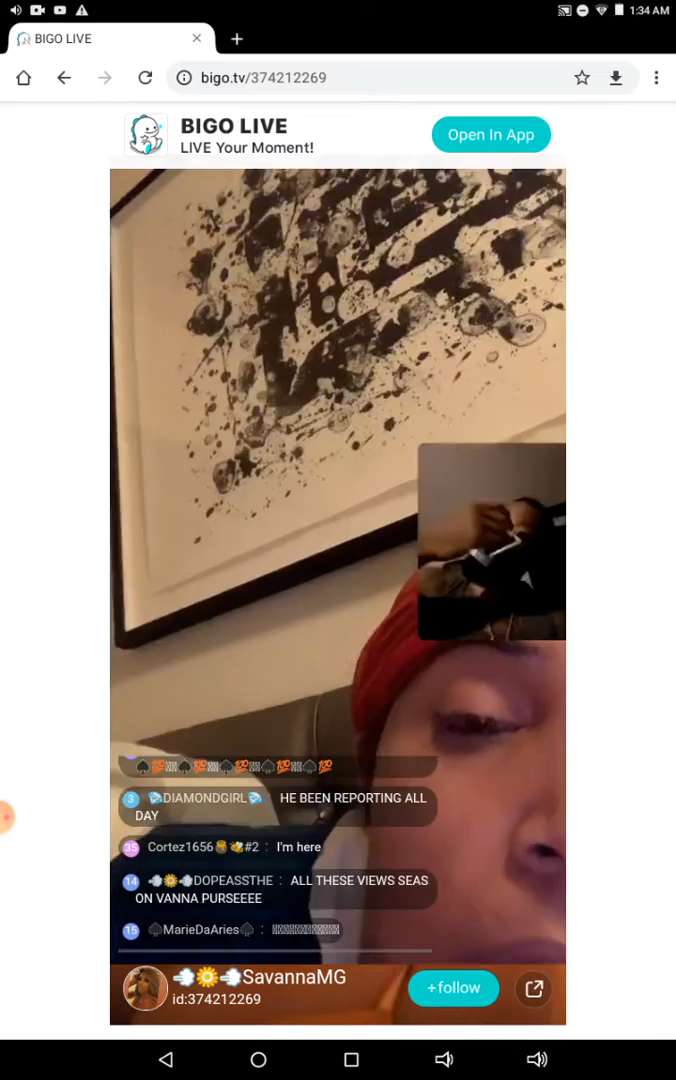 1:34 AM
BIGO LIVE
bigo.tv/374212269
BIGO LIVE
LIVE Your Moment!
Open In App
♠💯 ♠💯 ♠💯 ♠💯 ♠💯
3 💎DIAMONDGIRL💎 HE BEEN REPORTING ALL
DAY
35 Cortez1656 #2 : I'm here
14 💨🌞💨DOPEASSTHE : ALL THESE VIEWS SEAS
ON VANNA PURSEEEE
15 ♤MarieDaAries♤ :
💨🌞💨SavannaMG
+follow
id:374212269